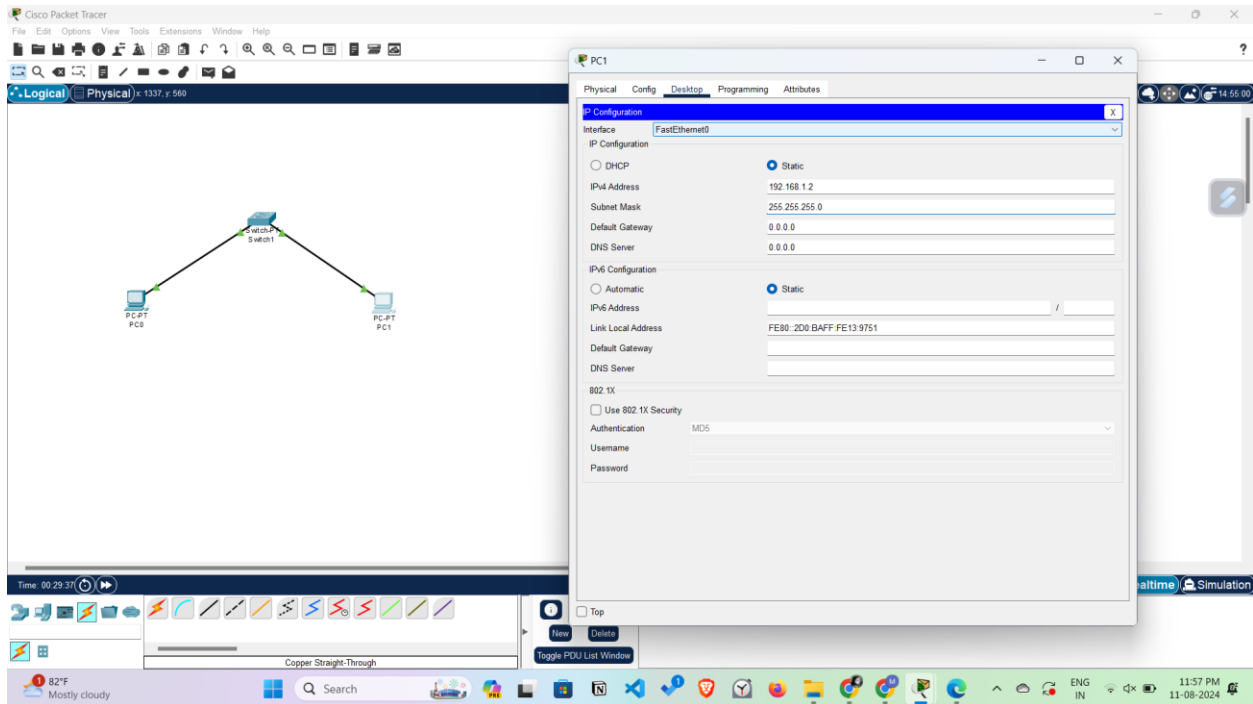 Cisco Packet Tracer
File Edit Options View Tools Extensions Window Help
?
Logical Physical x: 1337, y: 560
14:55:00
PC1
Physical Config Desktop Programming Attributes
IP Configuration X
Interface FastEthernet0
IP Configuration
DHCP Static
IPv4 Address 192.168.1.2
Subnet Mask 255.255.255.0
Default Gateway 0.0.0.0
DNS Server 0.0.0.0
IPv6 Configuration
Automatic Static
IPv6 Address /
Link Local Address FE80::2D0:BAFF:FE13:9751
Default Gateway
DNS Server
802.1X
Use 802.1X Security
Authentication MD5
Username
Password
Top
Switch-PT
Switch1
PC-PT
PC0
PC-PT
PC1
Time: 00:29:37
altime Simulation
New Delete
Toggle PDU List Window
Copper Straight-Through
1
82°F
Mostly cloudy
Search
PRE
1
ENG
IN
11:57 PM
11-08-2024